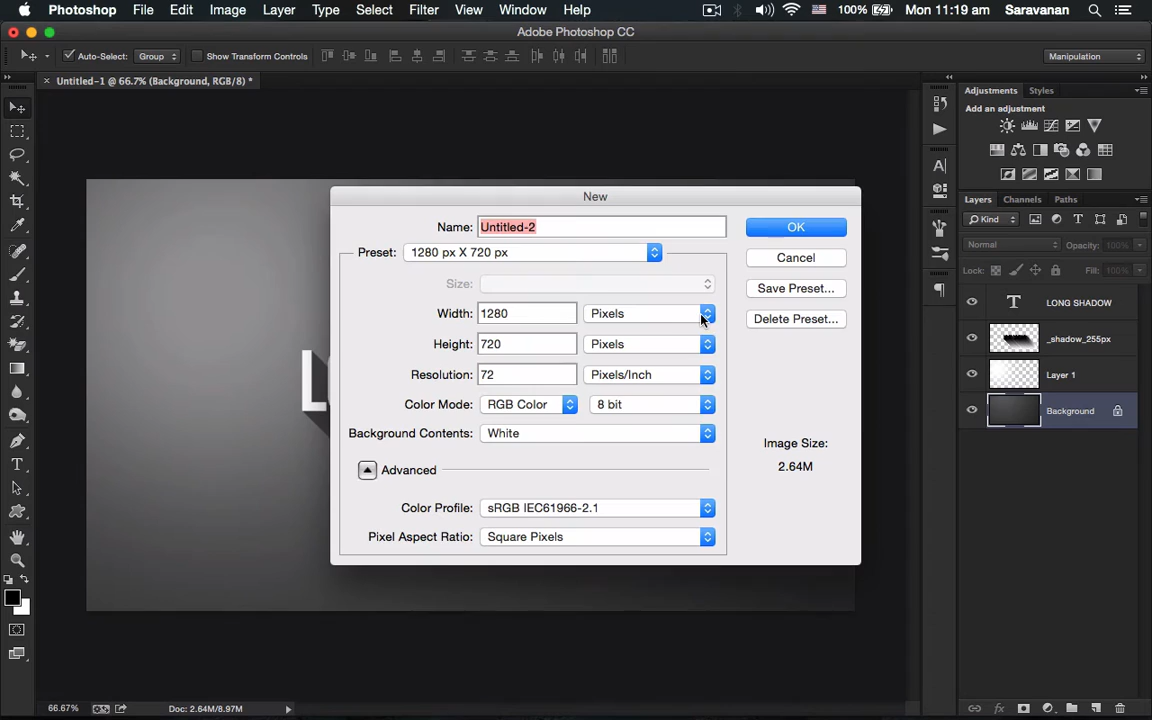 Photoshop File Edit Image Layer Type Select Filter View Window Help 100% Mon 11:19 am Saravanan
Adobe Photoshop CC
Auto-Select: Group Show Transform Controls Manipulation
Untitled-1 @ 66.7% (Background, RGB/8) *
Adjustments Styles
Add an adjustment
Layers Channels Paths
Kind
Normal Opacity: 100%
Lock: Fill: 100%
T LONG SHADOW
_shadow_255px
Layer 1
Background
L
New
Name: Untitled-2 OK
Preset: 1280 px X 720 px Cancel
Size: Save Preset...
Width: 1280 Pixels Delete Preset...
Height: 720 Pixels
Resolution: 72 Pixels/Inch
Color Mode: RGB Color 8 bit
Background Contents: White
Image Size:
2.64M
Advanced
Color Profile: sRGB IEC61966-2.1
Pixel Aspect Ratio: Square Pixels
66.67% Doc: 2.64M/8.97M